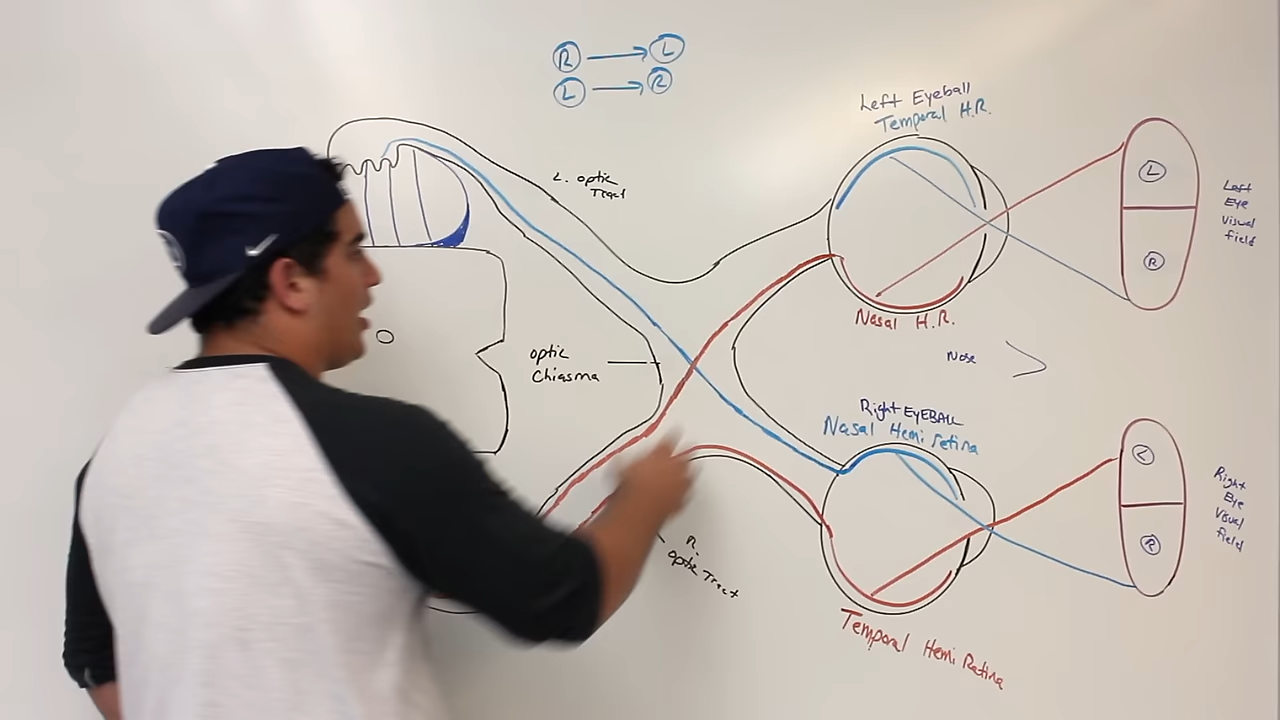 R → L
L → R
Left Eyeball
Temporal H.R.
L. optic
Tract
L
R
Left
Eye
Visual
field
Nasal H.R.
optic
Chiasma
Nose
Right EYEBALL
Nasal Hemi retina
L
R
Right
Eye
Visual
field
R.
optic Tract
Temporal Hemi Retina